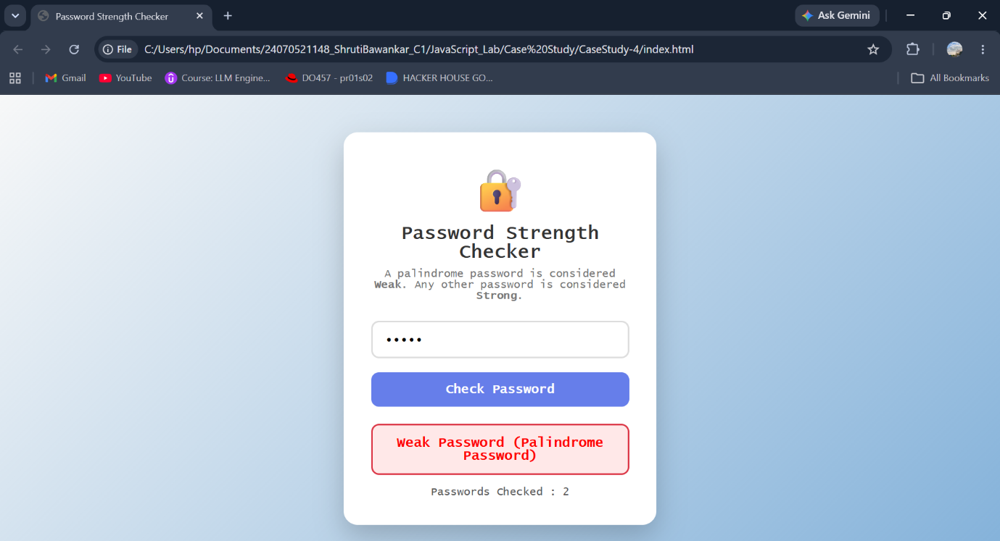 Password Strength Checker
Ask Gemini
File
C:/Users/hp/Documents/24070521148_ShrutiBawankar_C1/JavaScript_Lab/Case%20Study/CaseStudy-4/index.html
Gmail YouTube Course: LLM Engine... DO457 - pr01s02 HACKER HOUSE GO... All Bookmarks
Password Strength
Checker
A palindrome password is considered
Weak. Any other password is considered
Strong.
•••••
Check Password
Weak Password (Palindrome
Password)
Passwords Checked : 2